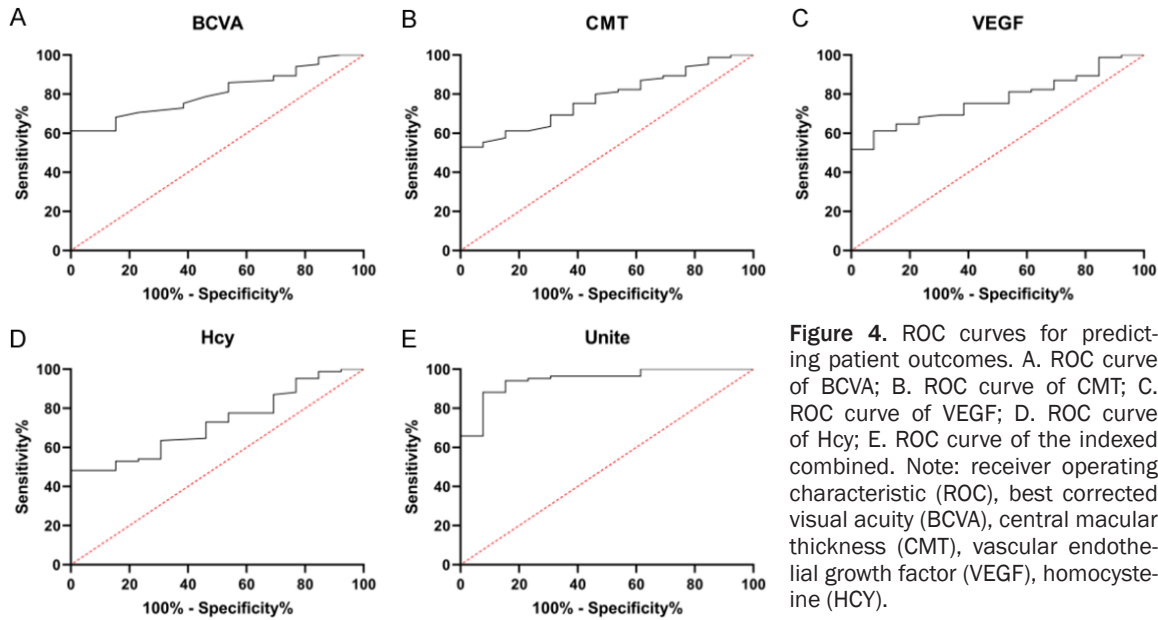 A
BCVA
100
80
60
40
20
0
Sensitivity%
0 20 40 60 80 100
100% - Specificity%
B
CMT
100
80
60
40
20
0
Sensitivity%
0 20 40 60 80 100
100% - Specificity%
C
VEGF
100
80
60
40
20
0
Sensitivity%
0 20 40 60 80 100
100% - Specificity%
D
Hcy
100
80
60
40
20
0
Sensitivity%
0 20 40 60 80 100
100% - Specificity%
E
Unite
100
80
60
40
20
0
Sensitivity%
0 20 40 60 80 100
100% - Specificity%
Figure 4. ROC curves for predict-
ing patient outcomes. A. ROC curve
of BCVA; B. ROC curve of CMT; C.
ROC curve of VEGF; D. ROC curve
of Hcy; E. ROC curve of the indexed
combined. Note: receiver operating
characteristic (ROC), best corrected
visual acuity (BCVA), central macular
thickness (CMT), vascular endothe-
lial growth factor (VEGF), homocyste-
ine (HCY).